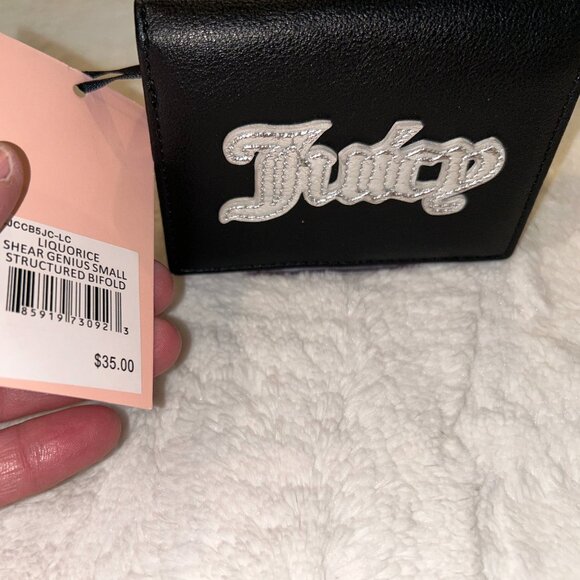 Juicy
JCCB5JC-LC
LIQUORICE
SHEAR GENIUS SMALL
STRUCTURED BIFOLD
85919 73092 3
$35.00